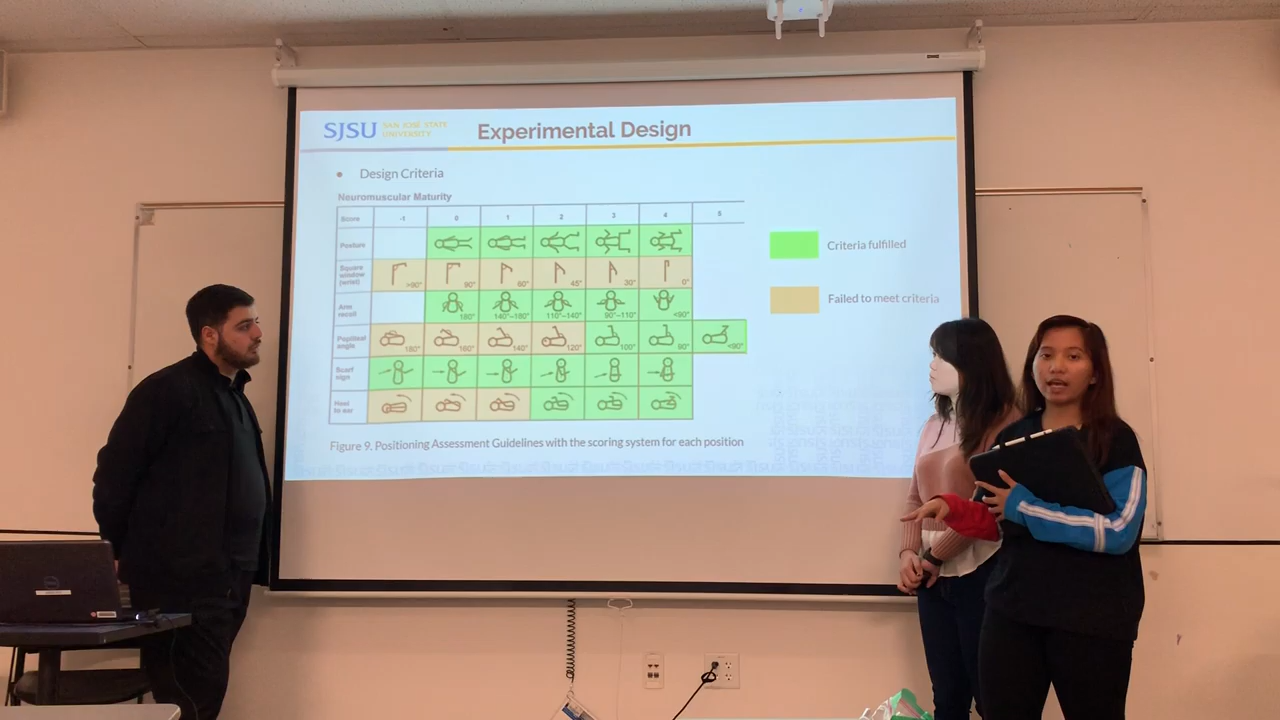 SJSU SAN JOSÉ STATE
UNIVERSITY
Experimental Design
• Design Criteria
Neuromuscular Maturity
Score -1 0 1 2 3 4 5
Posture
Square
window
(wrist)
>90° 90° 60° 45° 30° 0°
Arm
recoil
180° 140°–180° 110°–140° 90°–110° <90°
Popliteal
angle
180° 160° 140° 120° 100° 90° <90°
Scarf
sign
Heel
to ear
Figure 9. Positioning Assessment Guidelines with the scoring system for each position
Criteria fulfilled
Failed to meet criteria
DELL